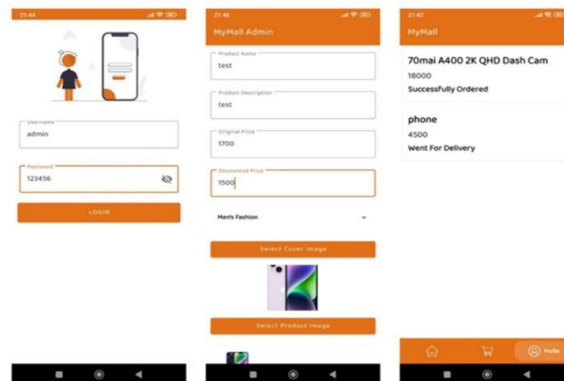 21:44
Username
admin
Password
123456
LOGIN
21:46
MyMall Admin
Product Name
test
Product Description
test
Original Price
1700
Discounted Price
1500
Men's Fashion
Select Cover Image
Select Product Image
21:42
MyMall
70mai A400 2K QHD Dash Cam
18000
Successfully Ordered
phone
4500
Went For Delivery
Profile